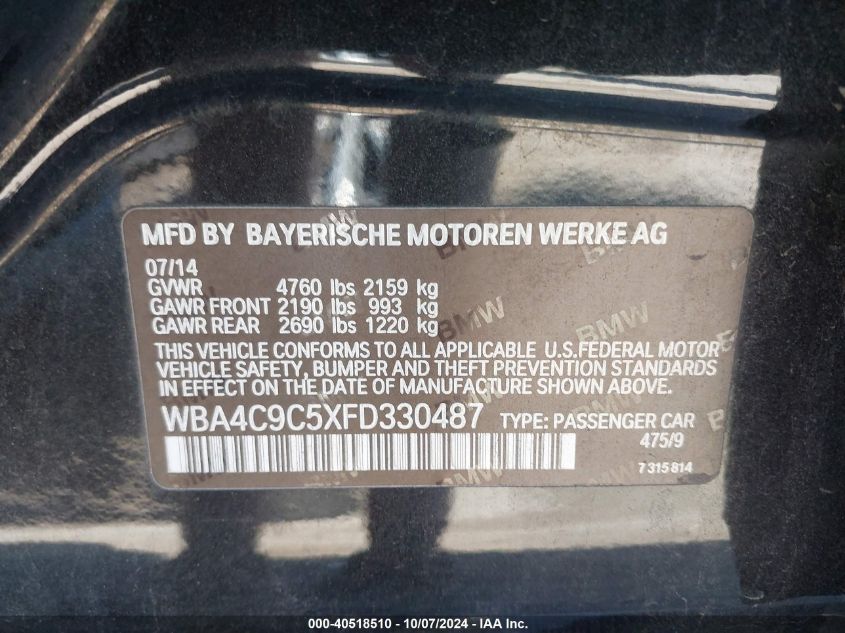 MFD BY BAYERISCHE MOTOREN WERKE AG
07/14
GVWR 4760 lbs 2159 kg
GAWR FRONT 2190 lbs 993 kg
GAWR REAR 2690 lbs 1220 kg
THIS VEHICLE CONFORMS TO ALL APPLICABLE U.S.FEDERAL MOTOR
VEHICLE SAFETY, BUMPER AND THEFT PREVENTION STANDARDS
IN EFFECT ON THE DATE OF MANUFACTURE SHOWN ABOVE.
WBA4C9C5XFD330487 TYPE: PASSENGER CAR
475/9
7 315 814
BMW
BMW
000-40518510 - 10/07/2024 - IAA Inc.